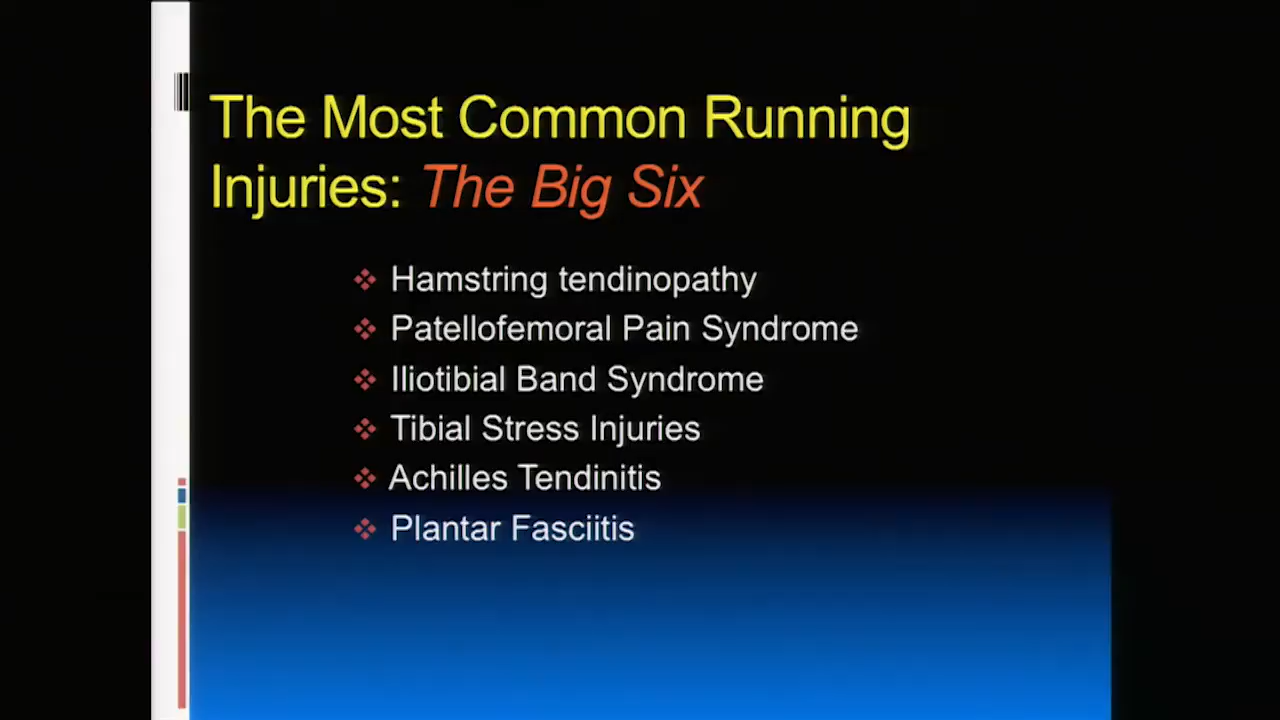 The Most Common Running
Injuries: The Big Six
Hamstring tendinopathy
Patellofemoral Pain Syndrome
Iliotibial Band Syndrome
Tibial Stress Injuries
Achilles Tendinitis
Plantar Fasciitis